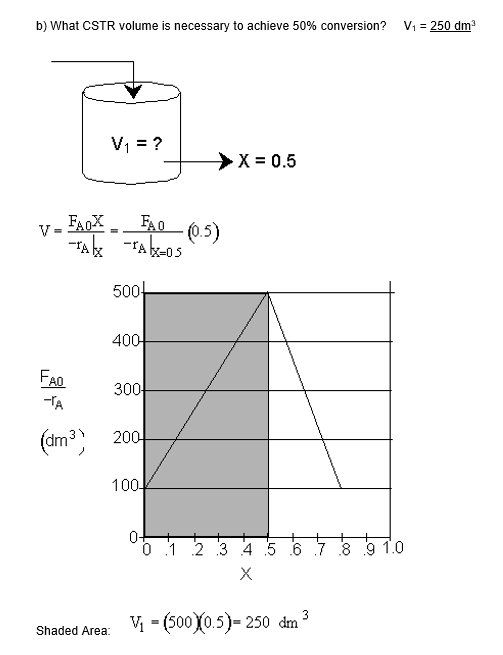 b) What CSTR volume is necessary to achieve 50% conversion? V₁ = 250 dm³
V₁ = ?
X = 0.5
V = F_A0X / -r_A|_X = F_A0 / -r_A|_X=0.5 (0.5)
500
400
300
200
100
0
F_A0 / -r_A
(dm³)
0 .1 .2 .3 .4 .5 .6 .7 .8 .9 1.0
X
Shaded Area: V₁ = (500)(0.5)= 250 dm³